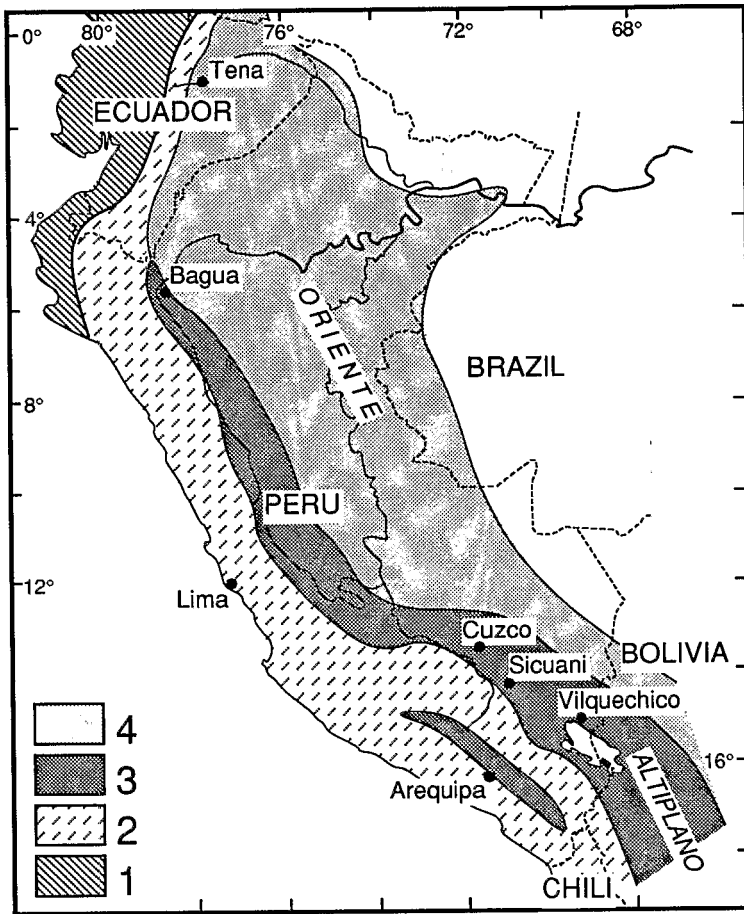 80° 76° 72° 68°
0°
Tena
ECUADOR
4°
Bagua
ORIENTE
BRAZIL
8°
PERU
12°
Lima
Cuzco
Sicuani
BOLIVIA
Vilquechico
16°
ALTIPLANO
Arequipa
CHILI
4
3
2
1